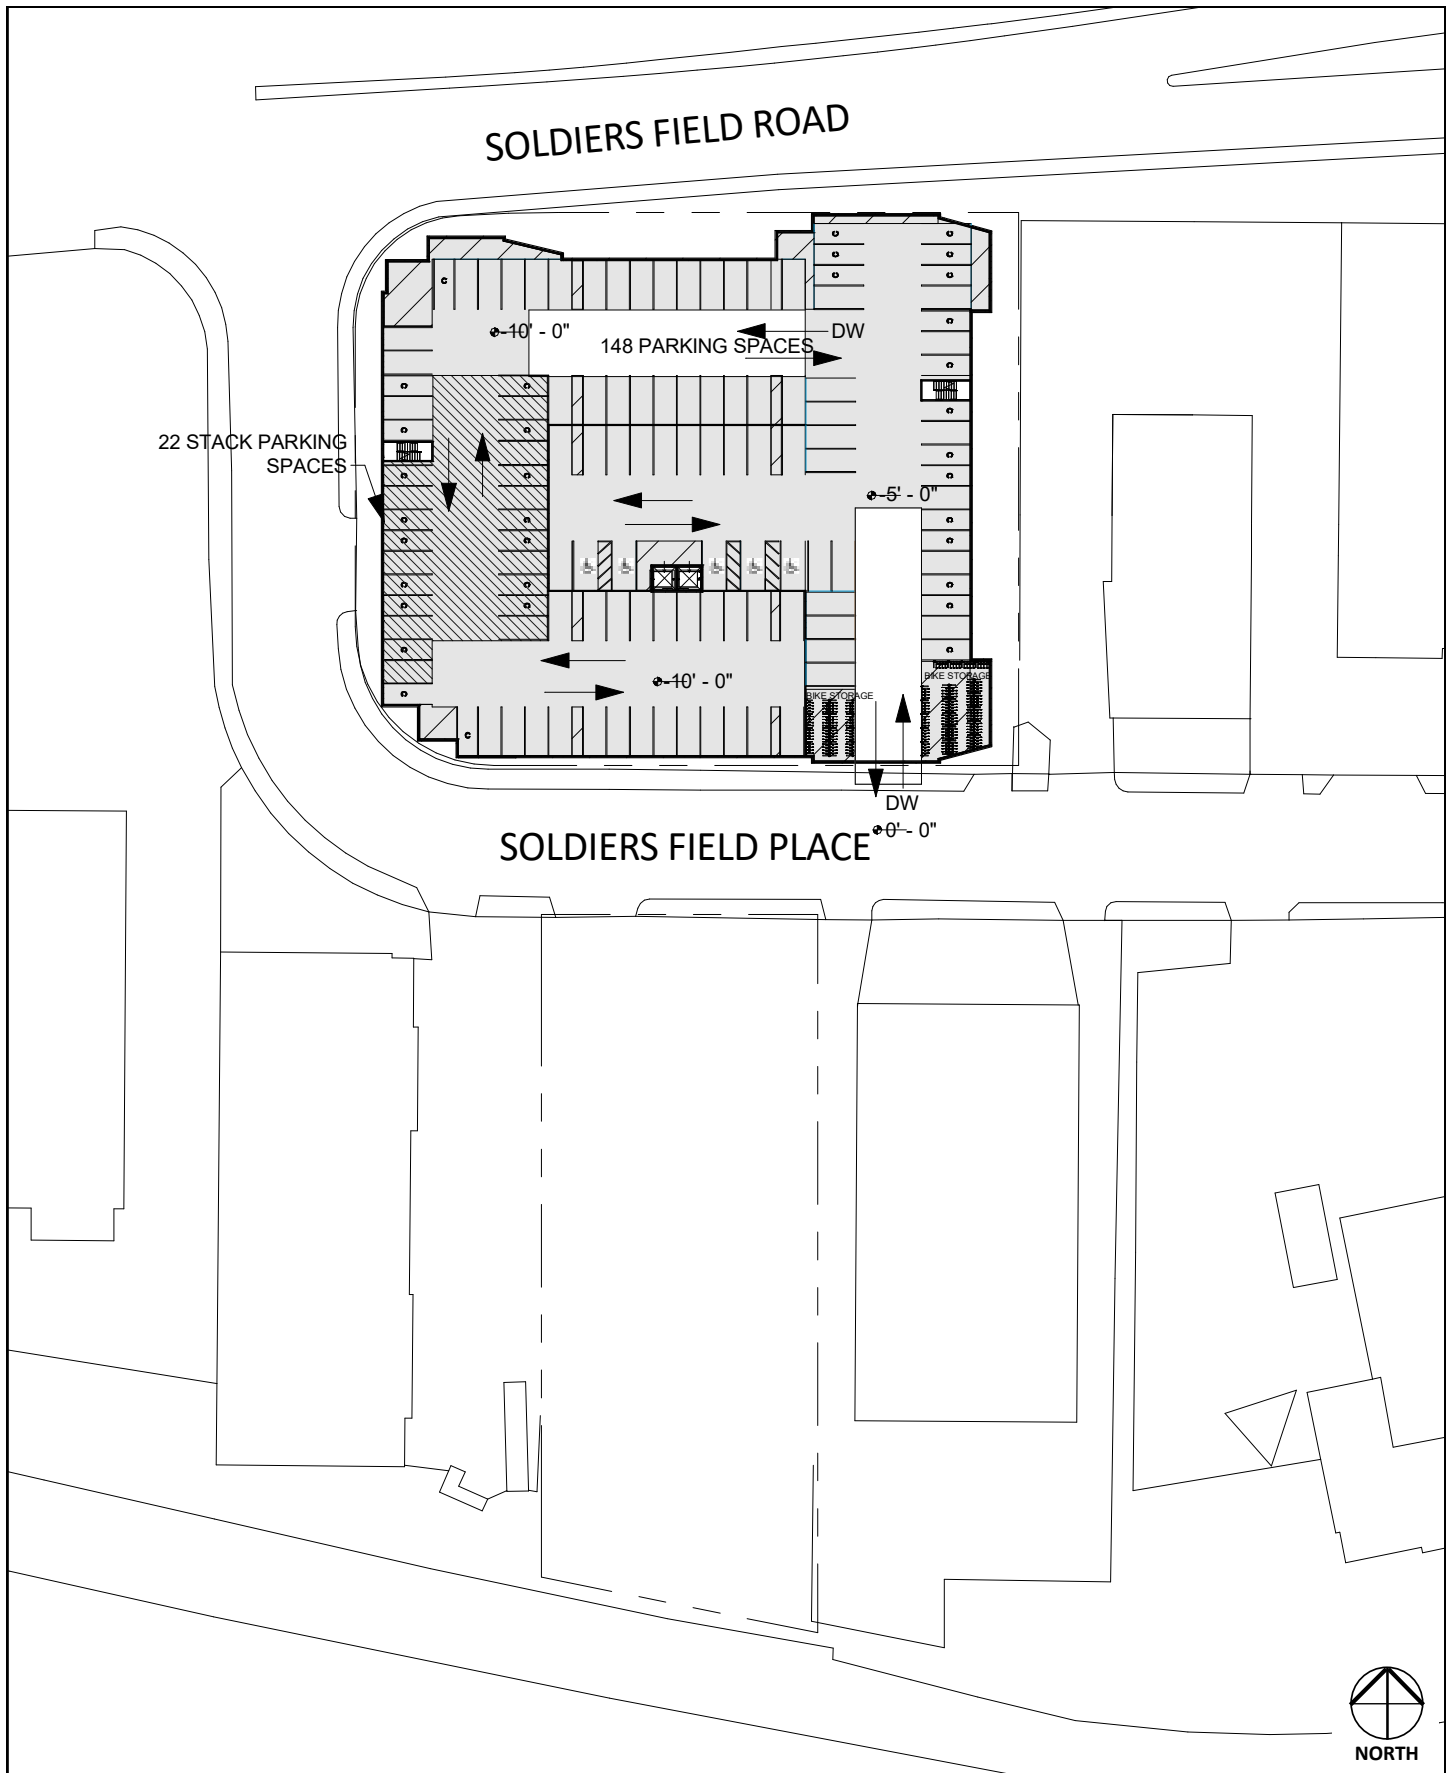 SOLDIERS FIELD ROAD
-10' - 0"
DW
148 PARKING SPACES
22 STACK PARKING
SPACES
-5' - 0"
-10' - 0"
BIKE STORAGE
BIKE STORAGE
DW
0' - 0"
SOLDIERS FIELD PLACE
NORTH